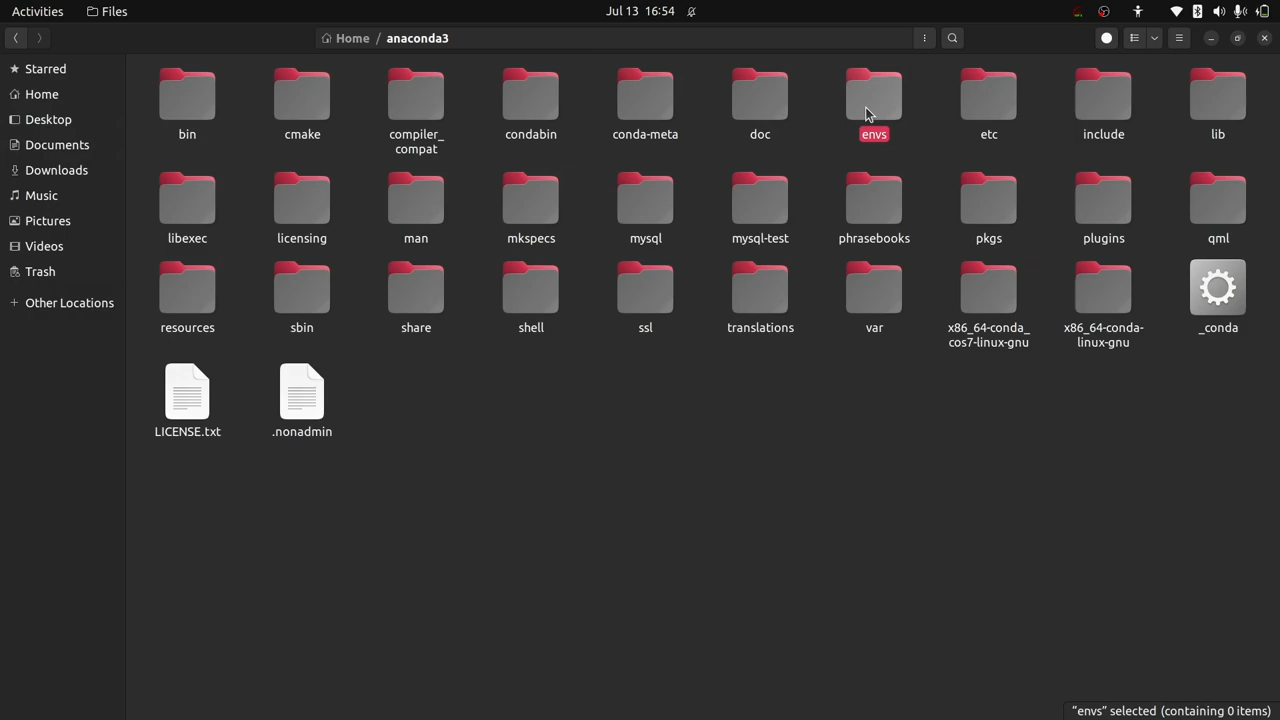 Activities Files Jul 13 16:54
Home / anaconda3
Starred
Home
Desktop
Documents
Downloads
Music
Pictures
Videos
Trash
+ Other Locations
bin cmake compiler_ condabin conda-meta doc envs etc include lib
compat
libexec licensing man mkspecs mysql mysql-test phrasebooks pkgs plugins qml
resources sbin share shell ssl translations var x86_64-conda_ x86_64-conda- _conda
cos7-linux-gnu linux-gnu
LICENSE.txt .nonadmin
“envs” selected (containing 0 items)